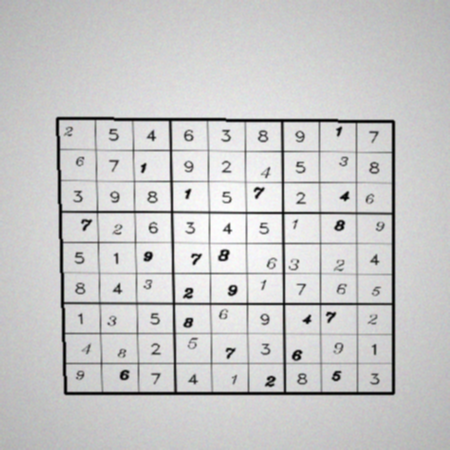 2 5 4 6 3 8 9 1 7
6 7 1 9 2 4 5 3 8
3 9 8 1 5 7 2 4 6
7 2 6 3 4 5 1 8 9
5 1 9 7 8 6 3 2 4
8 4 3 2 9 1 7 6 5
1 3 5 8 6 9 4 7 2
4 8 2 5 7 3 6 9 1
9 6 7 4 1 2 8 5 3